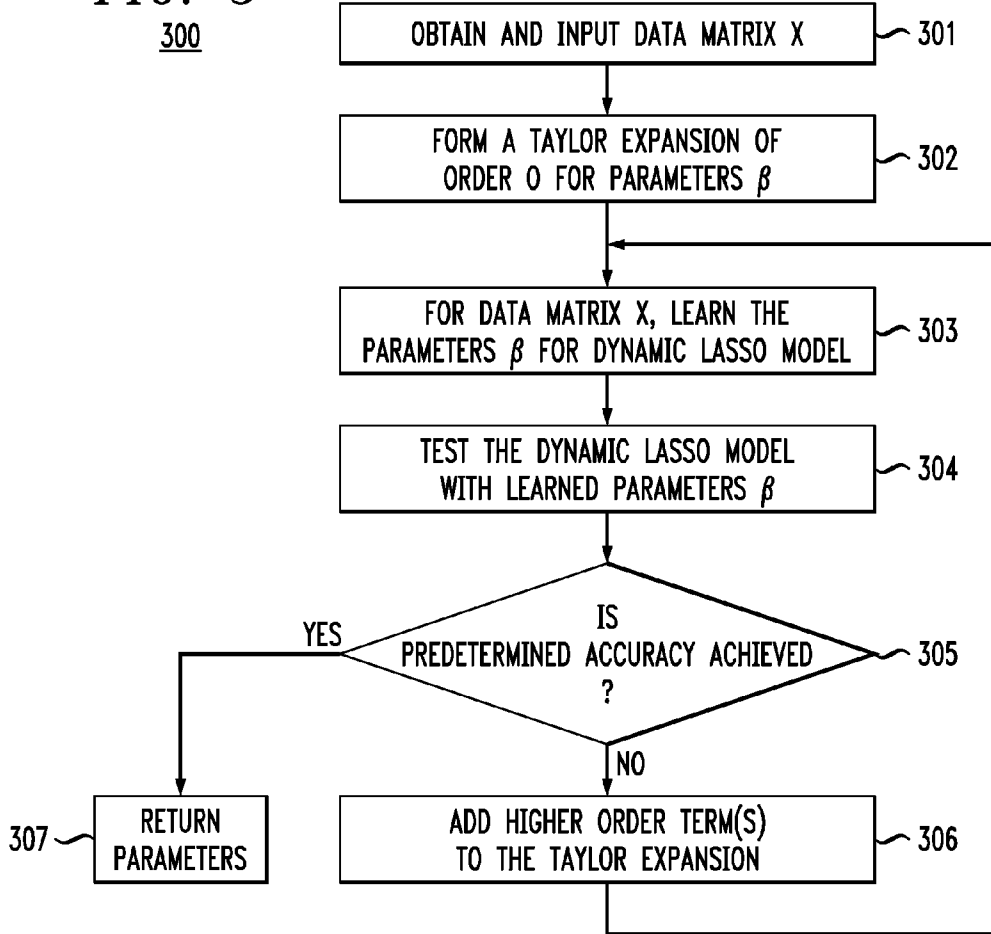 FIG. 3
300
OBTAIN AND INPUT DATA MATRIX X
301
FORM A TAYLOR EXPANSION OF
ORDER 0 FOR PARAMETERS β
302
FOR DATA MATRIX X, LEARN THE
PARAMETERS β FOR DYNAMIC LASSO MODEL
303
TEST THE DYNAMIC LASSO MODEL
WITH LEARNED PARAMETERS β
304
IS
PREDETERMINED ACCURACY ACHIEVED
?
305
YES
NO
307
RETURN
PARAMETERS
ADD HIGHER ORDER TERM(S)
TO THE TAYLOR EXPANSION
306